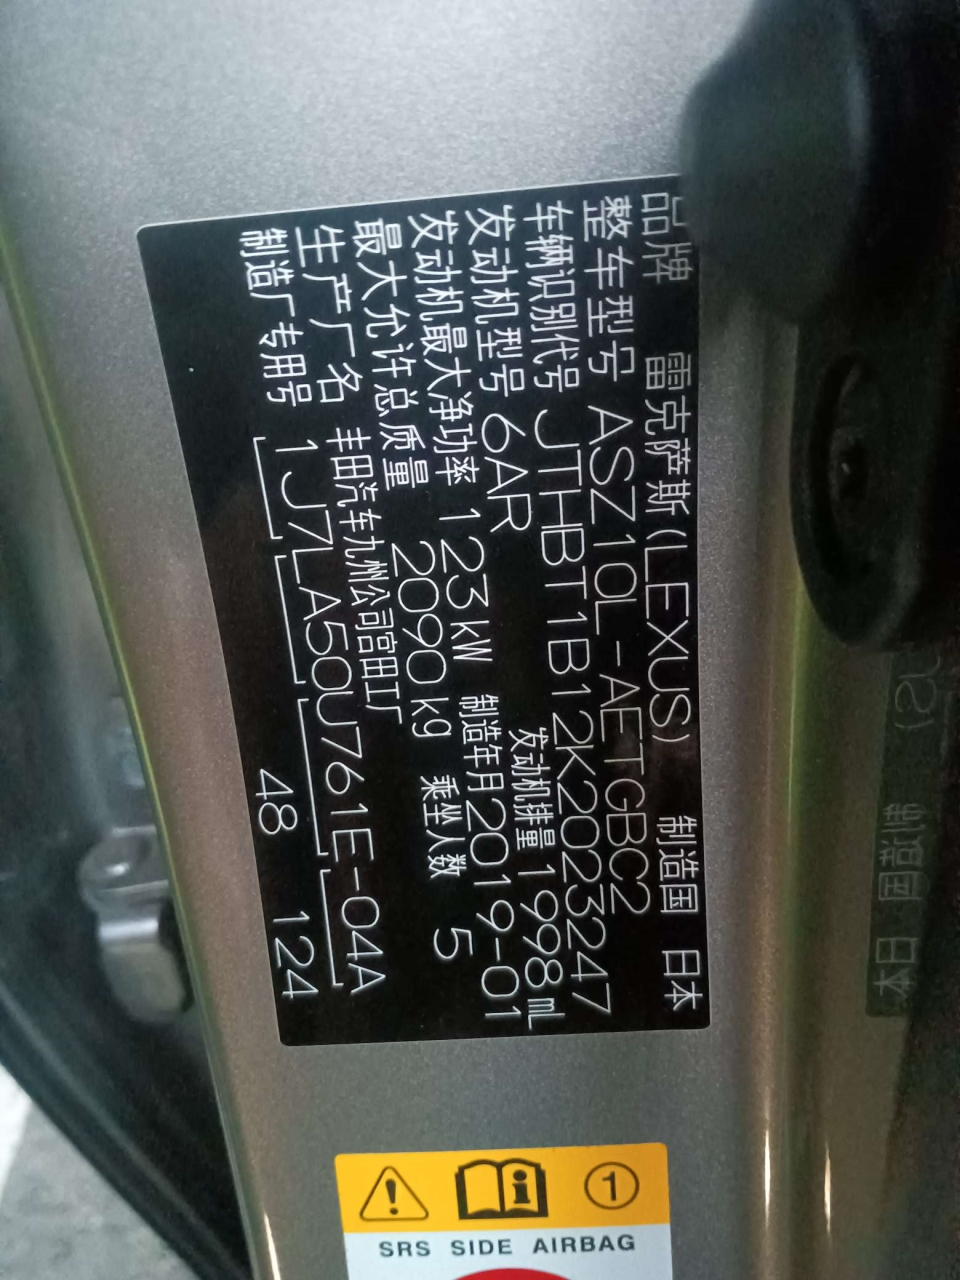 品牌 雷克萨斯(LEXUS) 制造国 日本
整车型号 ASZ10L-AETGBC2
车辆识别代号 JTHBT1B12K2023247
发动机型号 6AR 发动机排量 1998mL
发动机最大净功率 123kW 制造年月 2019-01
最大允许总质量 2090kg 乘坐人数 5
生产厂名 丰田汽车九州公司宫田工厂
制造厂专用号 1J7LA50U761E-04A
48 124
1
SRS SIDE AIRBAG